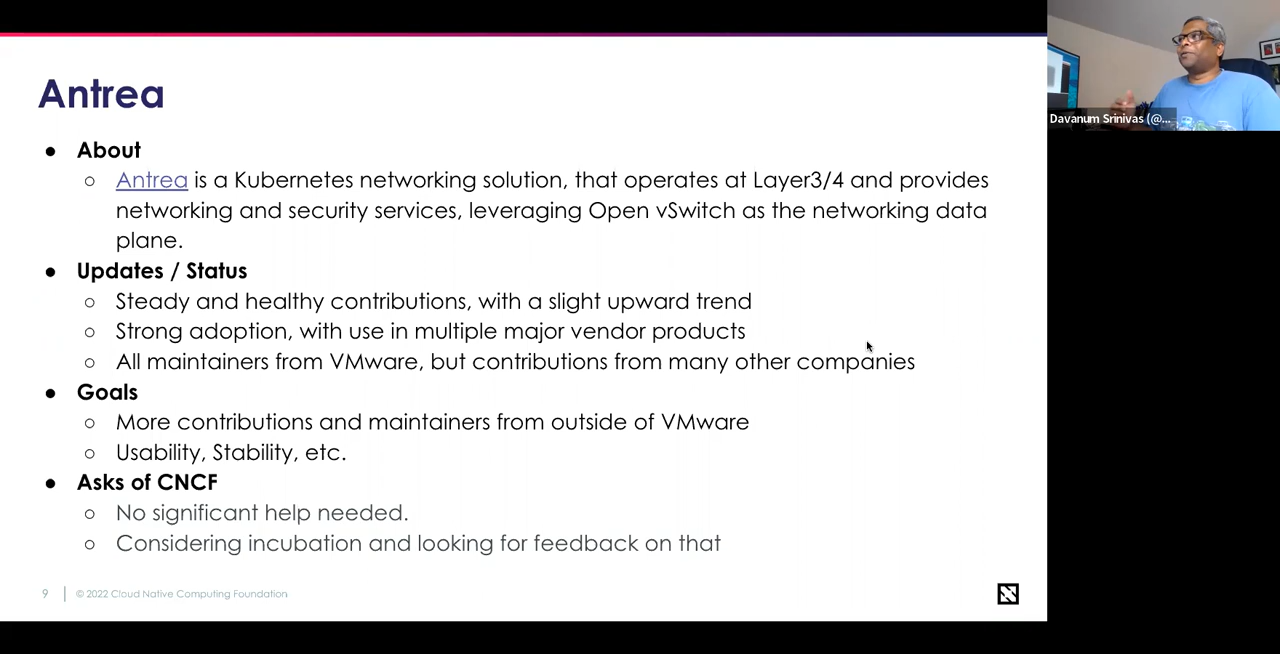 Antrea
● About
○ Antrea is a Kubernetes networking solution, that operates at Layer3/4 and provides
networking and security services, leveraging Open vSwitch as the networking data
plane.
● Updates / Status
○ Steady and healthy contributions, with a slight upward trend
○ Strong adoption, with use in multiple major vendor products
○ All maintainers from VMware, but contributions from many other companies
● Goals
○ More contributions and maintainers from outside of VMware
○ Usability, Stability, etc.
● Asks of CNCF
○ No significant help needed.
○ Considering incubation and looking for feedback on that
9 | © 2022 Cloud Native Computing Foundation
Davanum Srinivas (@...